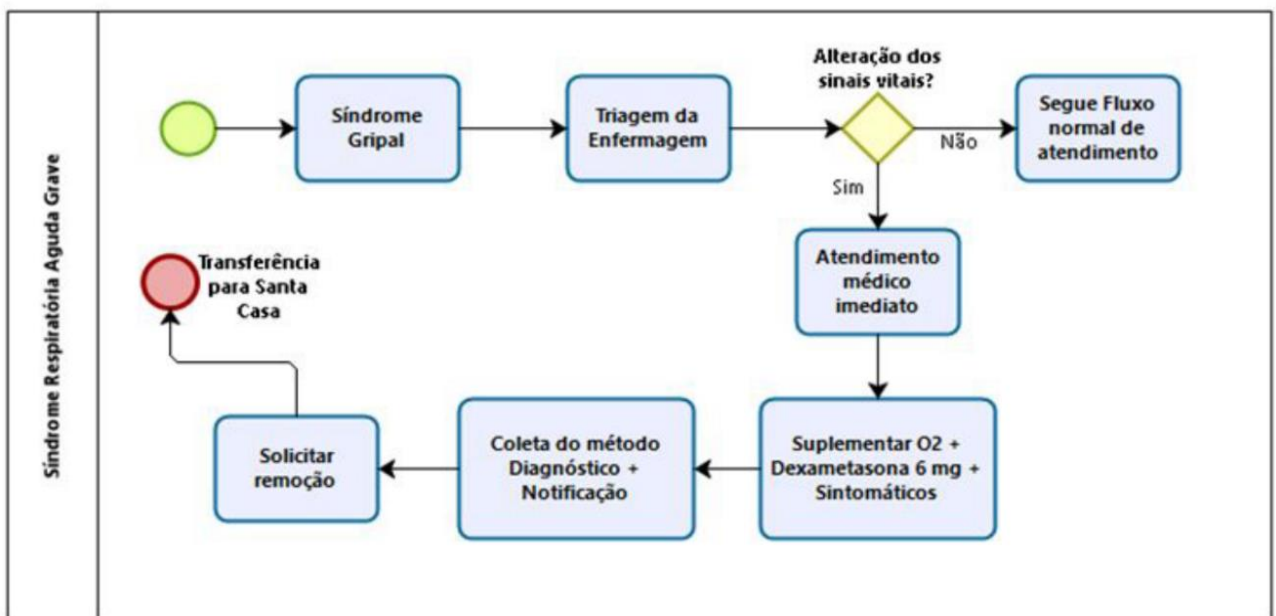 Síndrome Respiratória Aguda Grave
Síndrome
Gripal
Triagem da
Enfermagem
Alteração dos
sinais vitais?
Não
Segue Fluxo
normal de
atendimento
Sim
Atendimento
médico
imediato
Suplementar O2 +
Dexametasona 6 mg +
Sintomáticos
Coleta do método
Diagnóstico +
Notificação
Solicitar
remoção
Transferência
para Santa
Casa